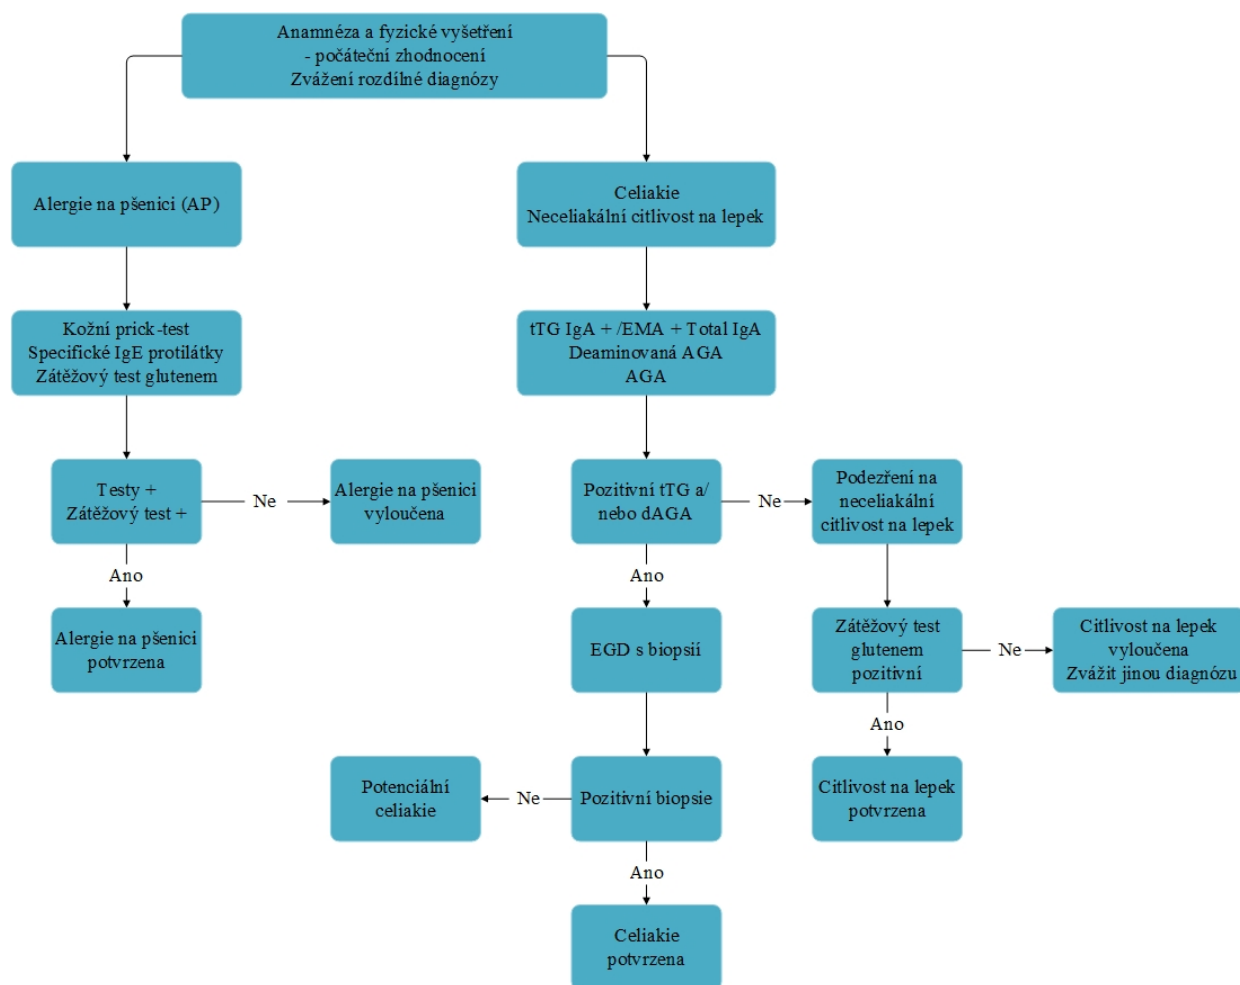 Anamnéza a fyzické vyšetření
- počáteční zhodnocení
Zvážení rozdílné diagnózy
Alergie na pšenici (AP)
Celiakie
Neceliakální citlivost na lepek
Kožní prick-test
Specifické IgE protilátky
Zátěžový test glutenem
tTG IgA + /EMA + Total IgA
Deaminovaná AGA
AGA
Testy +
Zátěžový test +
Ne
Alergie na pšenici
vyloučena
Pozitivní tTG a/
nebo dAGA
Ne
Podezření na
neceliakální
citlivost na lepek
Ano
Ano
Alergie na pšenici
potvrzena
EGD s biopsií
Zátěžový test
glutenem
pozitivní
Ne
Citlivost na lepek
vyloučena
Zvážit jinou diagnózu
Ano
Potenciální
celiakie
Ne
Pozitivní biopsie
Citlivost na lepek
potvrzena
Ano
Celiakie
potvrzena